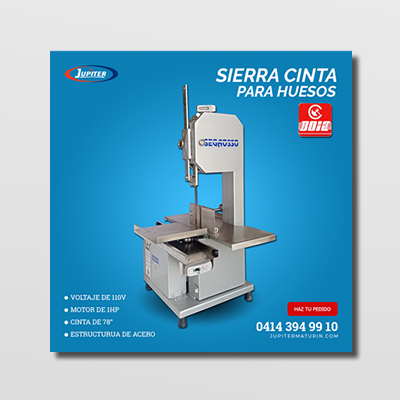 JUPITER
SIERRA CINTA
PARA HUESOS
BOIA
SEGROSSO
VOLTAJE DE 110V
MOTOR DE 1HP
CINTA DE 78"
ESTRUCTURUA DE ACERO
HAZ TU PEDIDO
0414 394 99 10
JUPITERMATURIN.COM